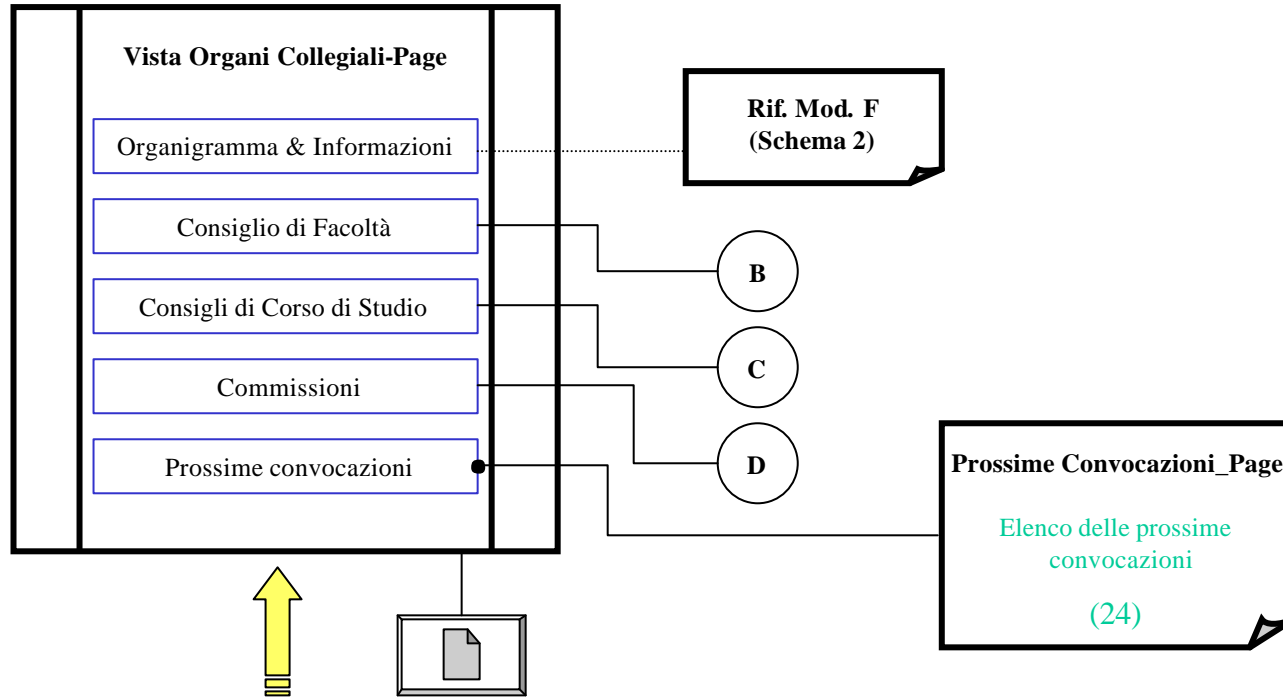 Vista Organi Collegiali-Page
Organigramma & Informazioni
Consiglio di Facoltà
Consigli di Corso di Studio
Commissioni
Prossime convocazioni
Rif. Mod. F
(Schema 2)
B
C
D
Prossime Convocazioni_Page
Elenco delle prossime
convocazioni
(24)